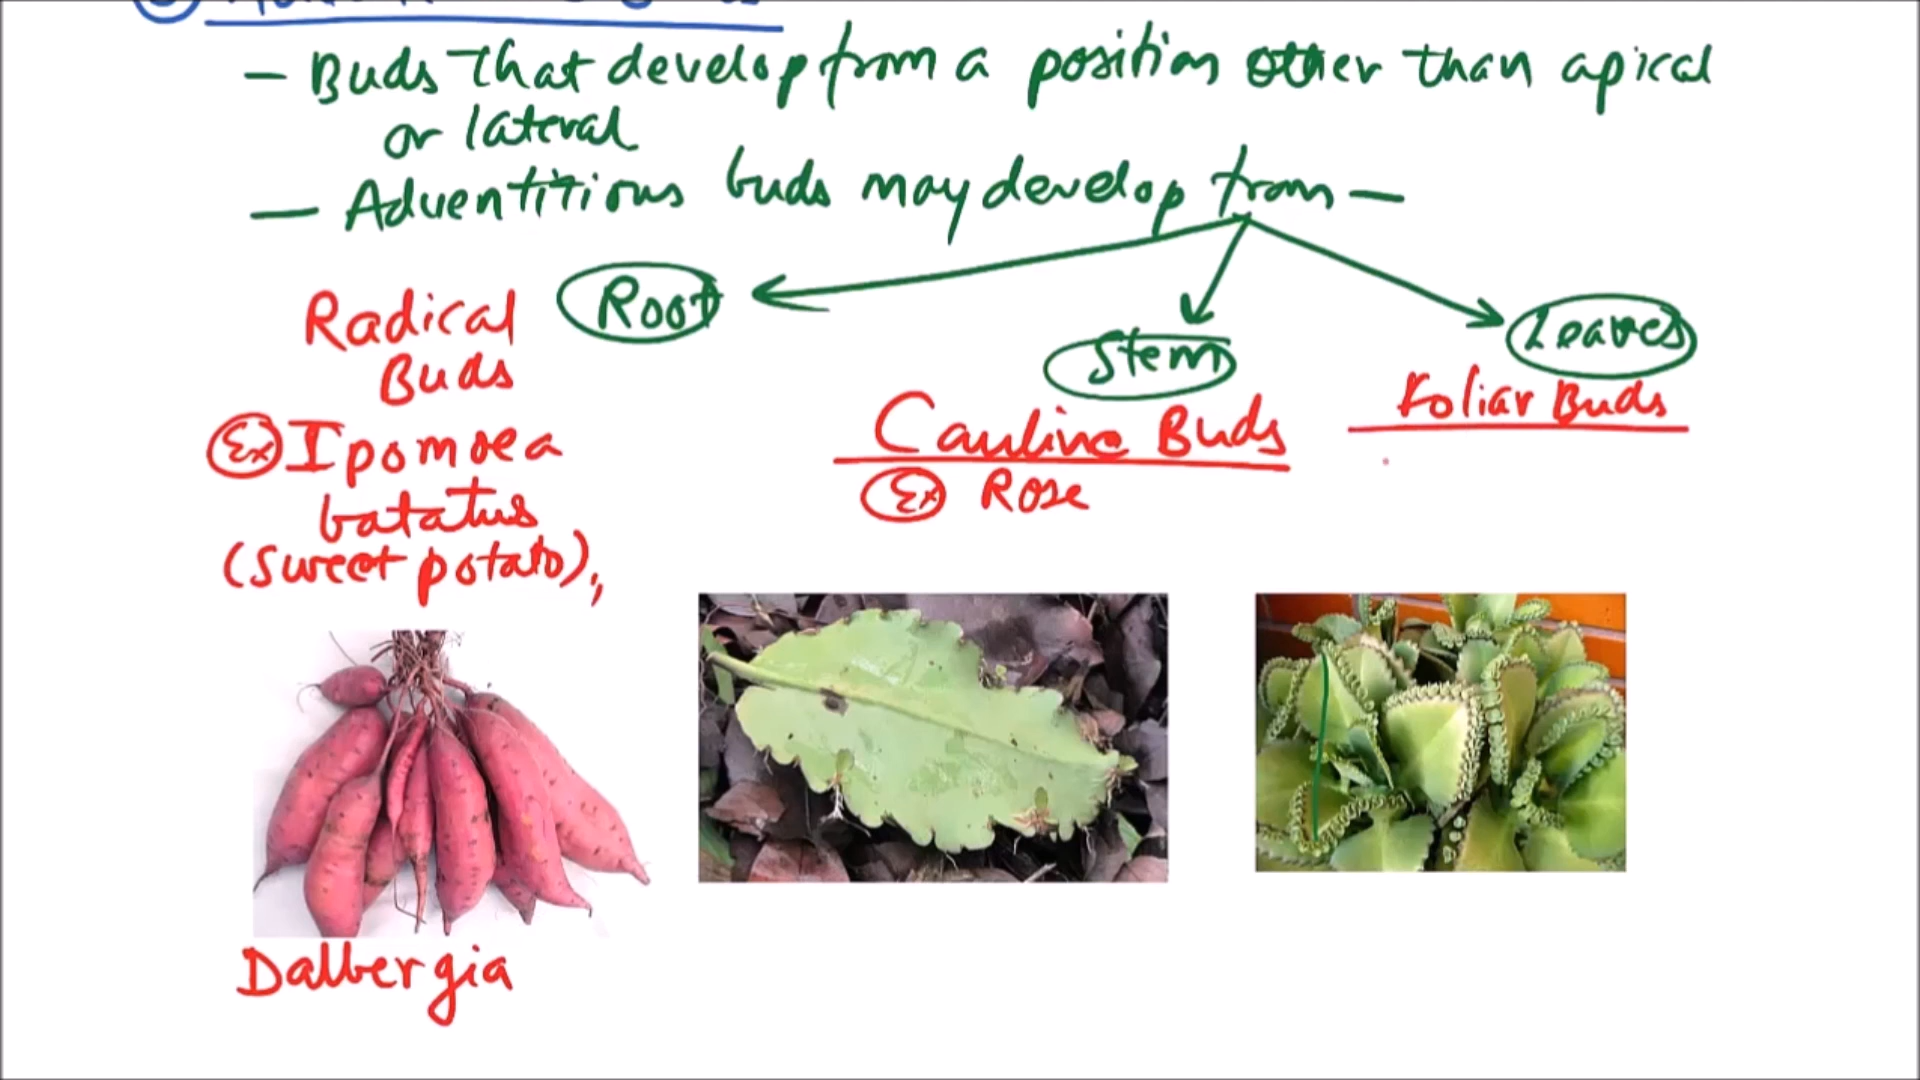 - Buds that develop from a position other than apical
or lateral
- Adventitious buds may develop from -
Root
Stem
Leaves
Radical
Buds
Ex Ipomoea
batatus
(Sweet potato),
Cauline Buds
Ex Rose
Foliar Buds
Dalbergia